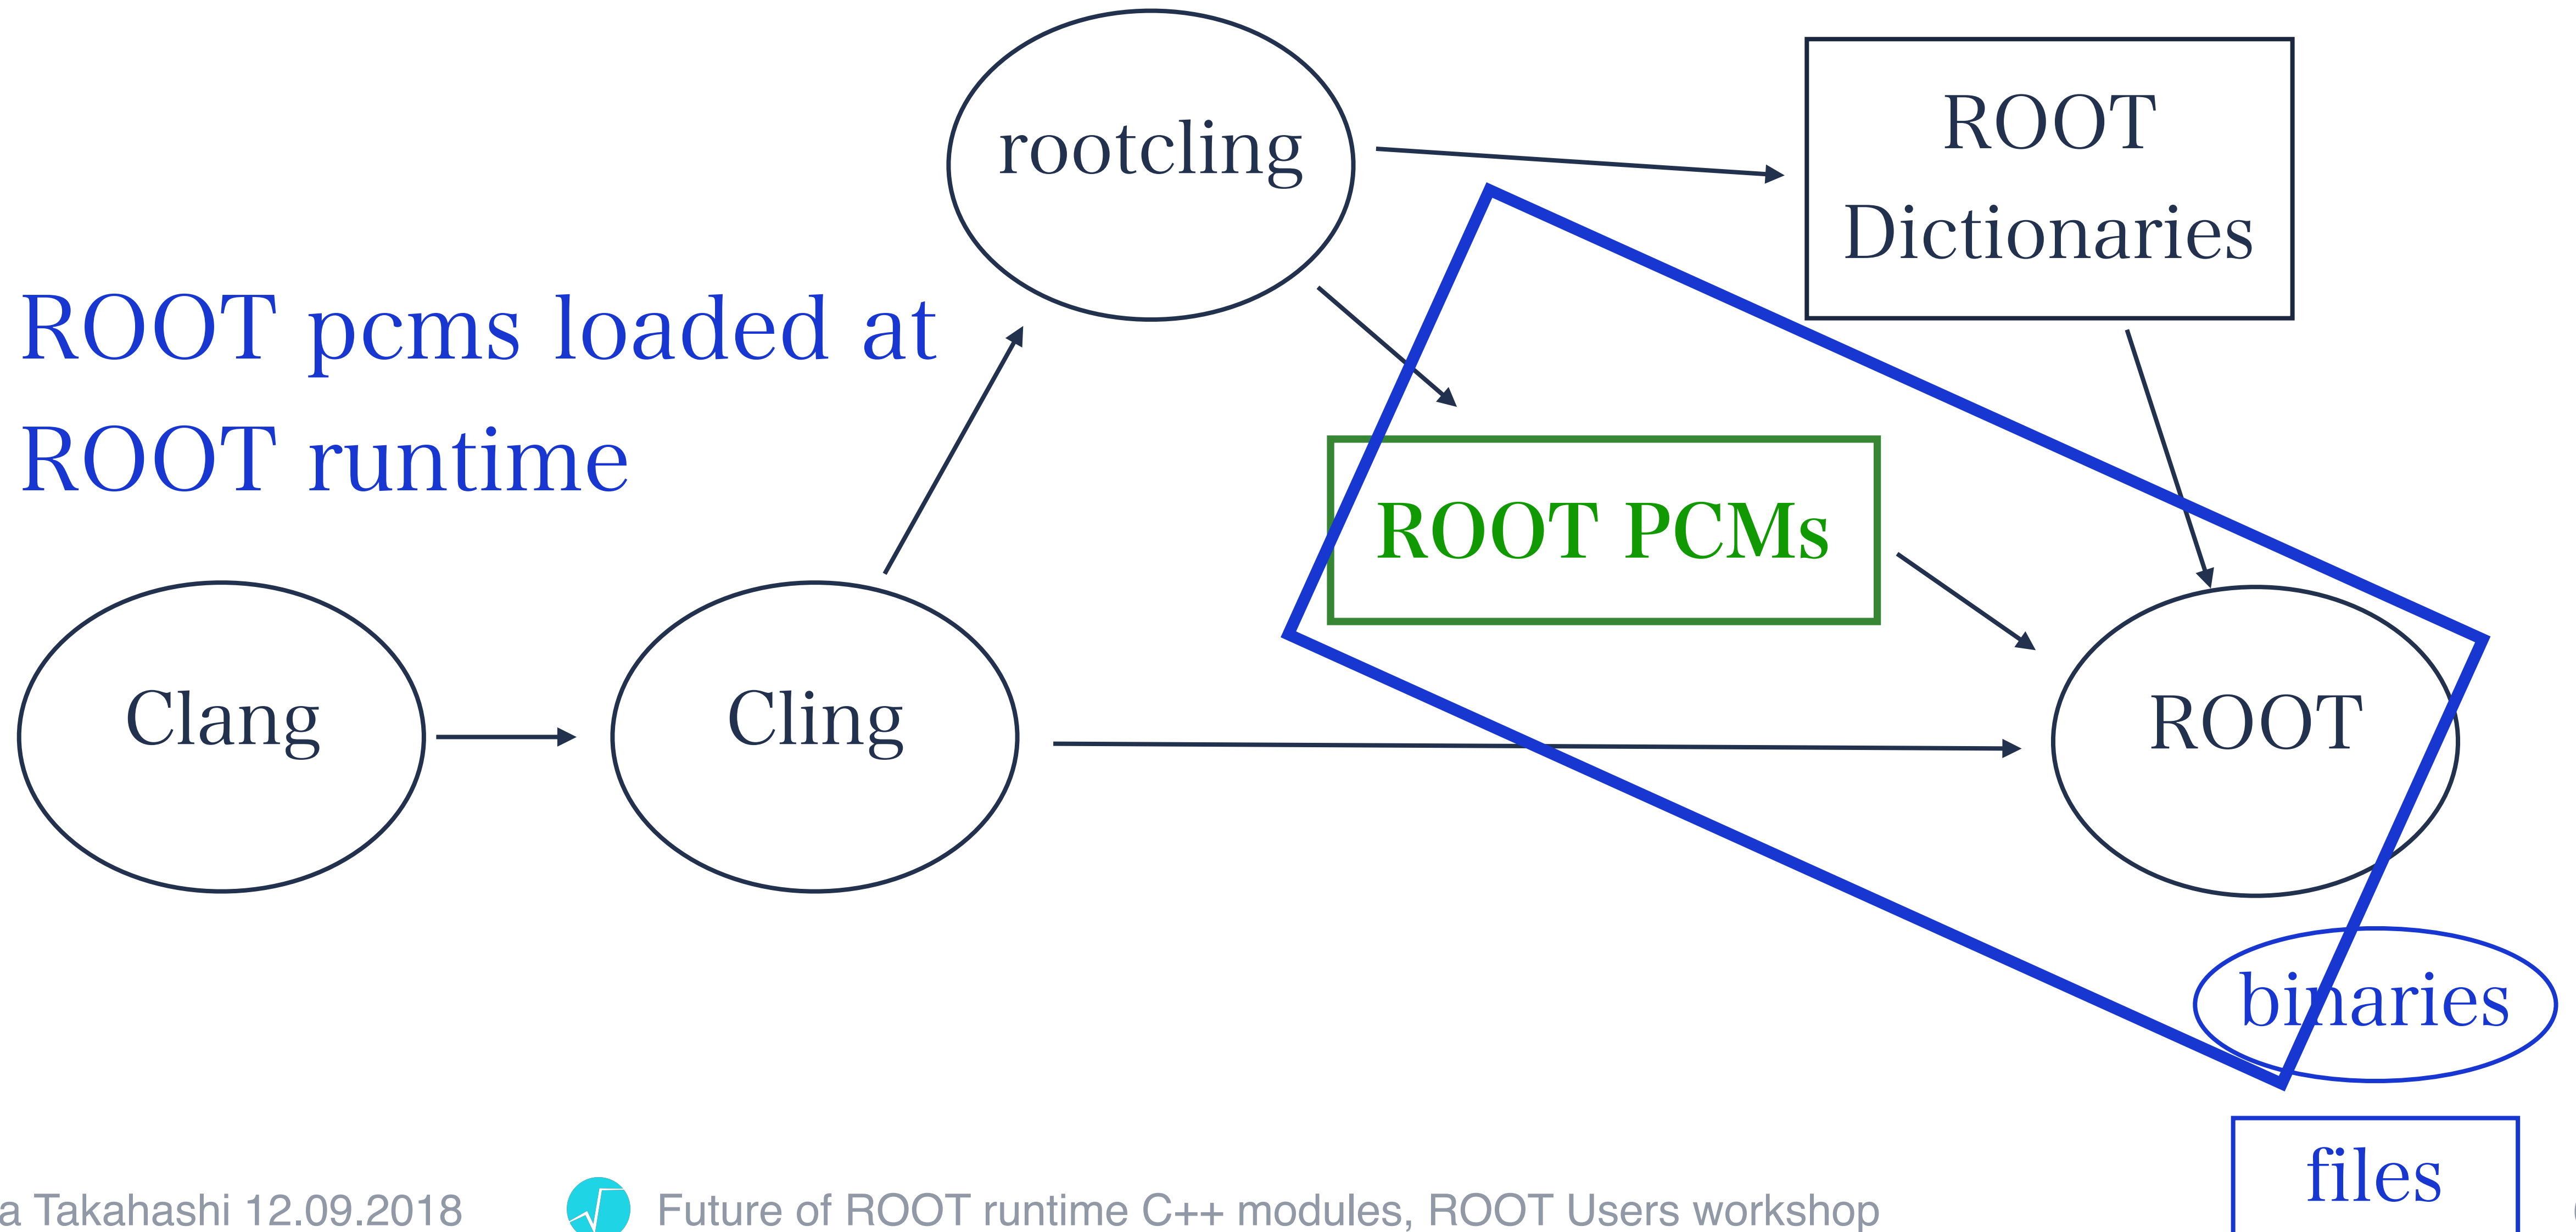 rootcling
ROOT
Dictionaries
ROOT pcms loaded at
ROOT runtime
ROOT PCMs
Clang
Cling
ROOT
binaries
files
a Takahashi 12.09.2018
Future of ROOT runtime C++ modules, ROOT Users workshop